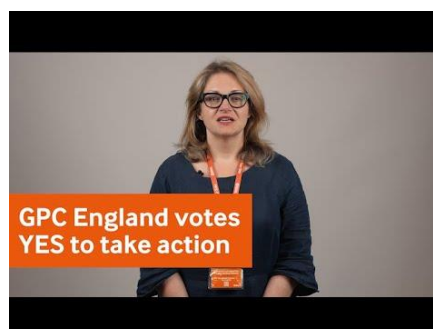 GPC England votes
YES to take action